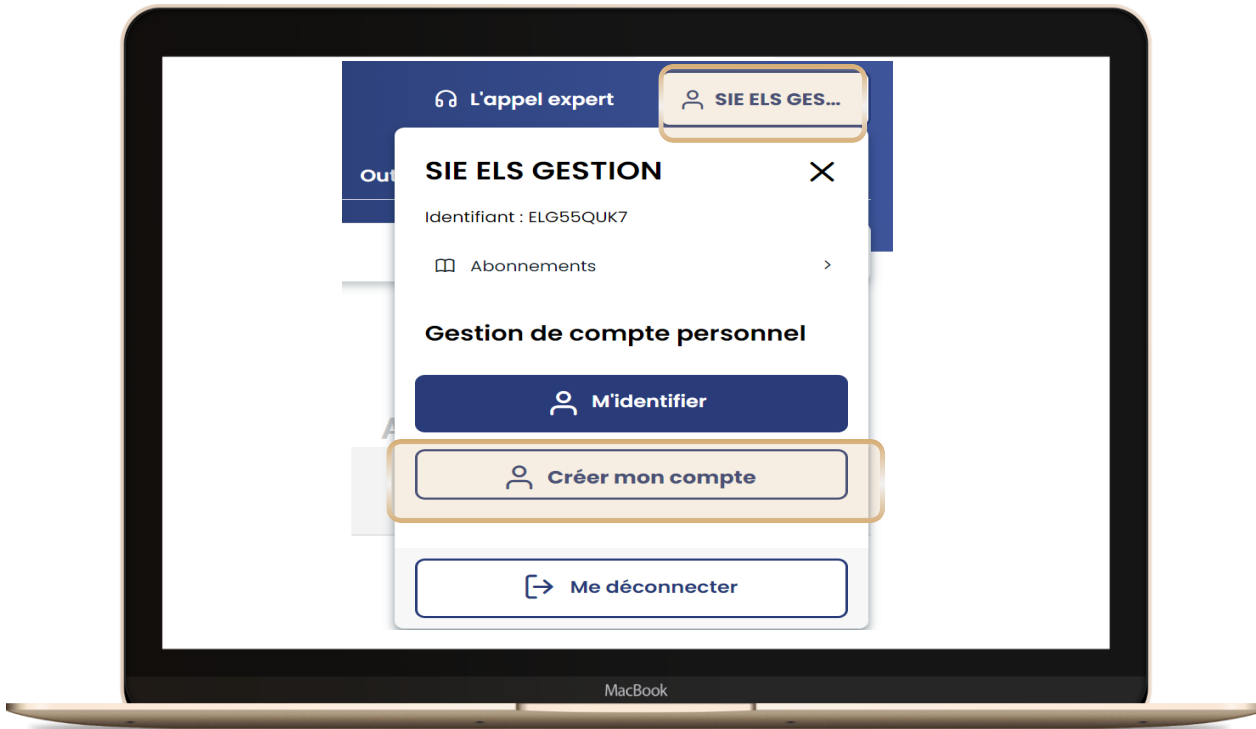 L'appel expert
SIE ELS GES...
Out
SIE ELS GESTION
Identifiant : ELG55QUK7
Abonnements
Gestion de compte personnel
M'identifier
A
Créer mon compte
Me déconnecter
MacBook